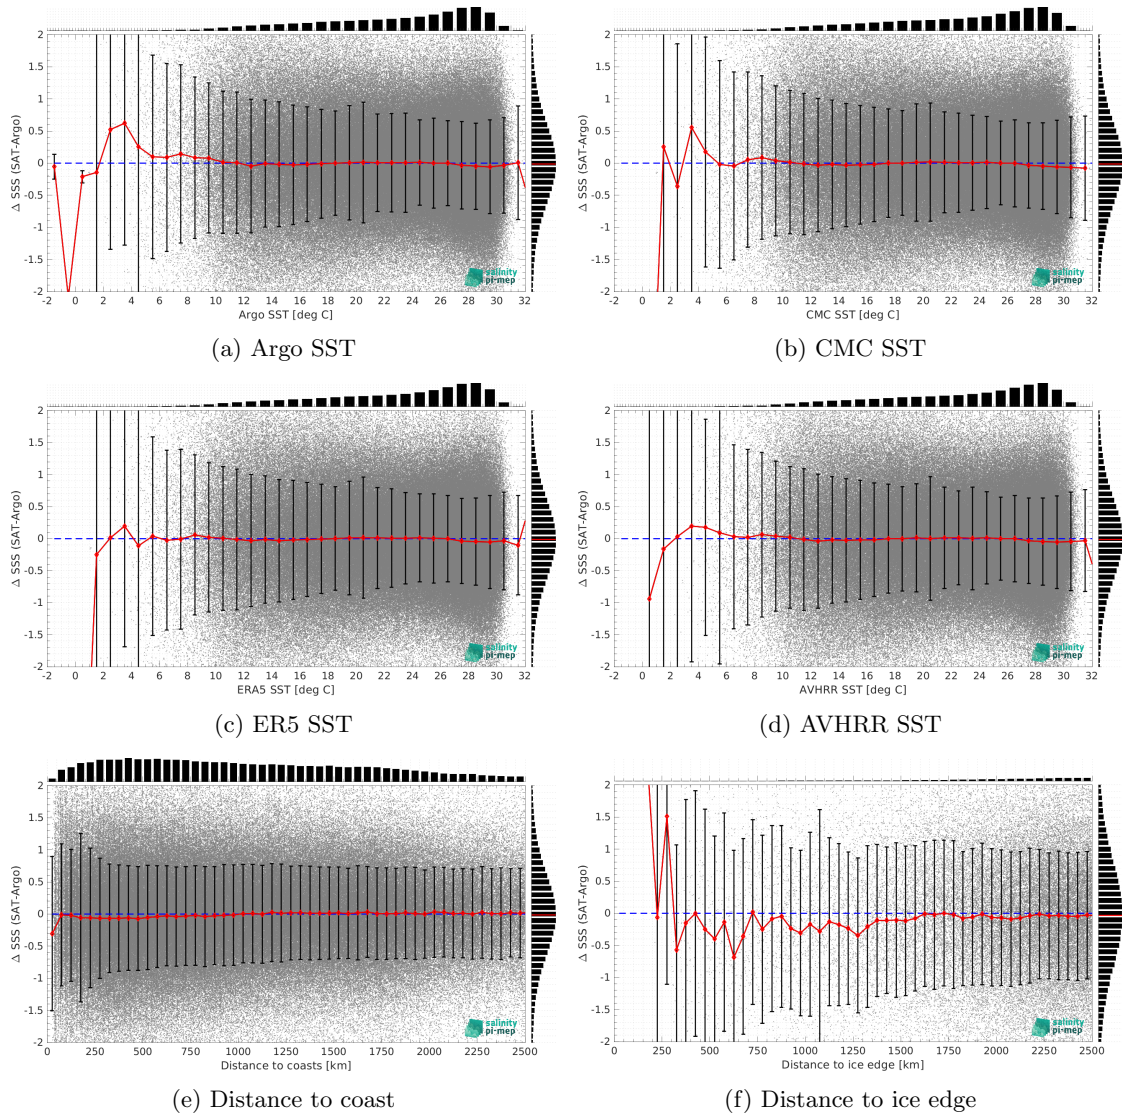 2
1.5
1
0.5
0
-0.5
-1
-1.5
-2
Δ SSS (SAT-Argo)
salinity
pi-mep
-2 0 2 4 6 8 10 12 14 16 18 20 22 24 26 28 30 32
Argo SST [deg C]
(a) Argo SST
2
1.5
1
0.5
0
-0.5
-1
-1.5
-2
Δ SSS (SAT-Argo)
salinity
pi-mep
-2 0 2 4 6 8 10 12 14 16 18 20 22 24 26 28 30 32
CMC SST [deg C]
(b) CMC SST
2
1.5
1
0.5
0
-0.5
-1
-1.5
-2
Δ SSS (SAT-Argo)
salinity
pi-mep
-2 0 2 4 6 8 10 12 14 16 18 20 22 24 26 28 30 32
ERA5 SST [deg C]
(c) ER5 SST
2
1.5
1
0.5
0
-0.5
-1
-1.5
-2
Δ SSS (SAT-Argo)
salinity
pi-mep
-2 0 2 4 6 8 10 12 14 16 18 20 22 24 26 28 30 32
AVHRR SST [deg C]
(d) AVHRR SST
2
1.5
1
0.5
0
-0.5
-1
-1.5
-2
Δ SSS (SAT-Argo)
salinity
pi-mep
0 250 500 750 1000 1250 1500 1750 2000 2250 2500
Distance to coasts [km]
(e) Distance to coast
2
1.5
1
0.5
0
-0.5
-1
-1.5
-2
Δ SSS (SAT-Argo)
salinity
pi-mep
0 250 500 750 1000 1250 1500 1750 2000 2250 2500
Distance to ice edge [km]
(f) Distance to ice edge